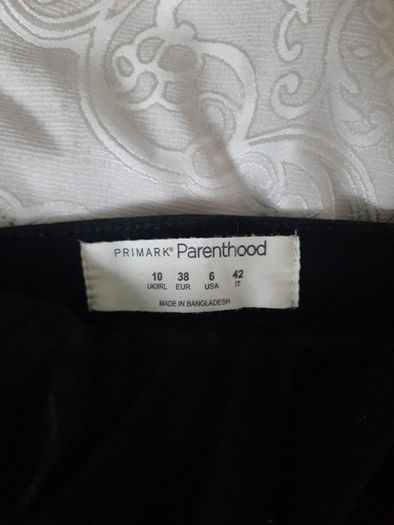 PRIMARK® Parenthood
10 38 6 42
UK/IRL EUR USA IT
MADE IN BANGLADESH